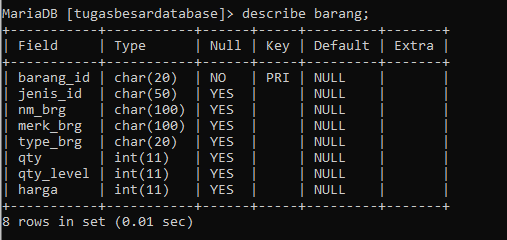 MariaDB [tugasbesardatabase]> describe barang;
+-----------+-----------+------+-----+---------+-------+
| Field     | Type      | Null | Key | Default | Extra |
+-----------+-----------+------+-----+---------+-------+
| barang_id | char(20)  | NO   | PRI | NULL    |       |
| jenis_id  | char(50)  | YES  |     | NULL    |       |
| nm_brg    | char(100) | YES  |     | NULL    |       |
| merk_brg  | char(100) | YES  |     | NULL    |       |
| type_brg  | char(20)  | YES  |     | NULL    |       |
| qty       | int(11)   | YES  |     | NULL    |       |
| qty_level | int(11)   | YES  |     | NULL    |       |
| harga     | int(11)   | YES  |     | NULL    |       |
+-----------+-----------+------+-----+---------+-------+
8 rows in set (0.01 sec)